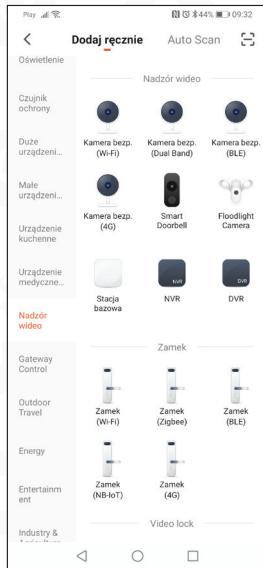 Play
44% 09:32
Dodaj ręcznie Auto Scan
Oświetlenie
Czujnik
ochrony
Duże
urządzeni...
Małe
urządzeni...
Urządzenie
kuchenne
Urządzenie
medyczne...
Nadzór
wideo
Gateway
Control
Outdoor
Travel
Energy
Entertainm
ent
Industry &
Nadzór wideo
Kamera bezp.
(Wi-Fi)
Kamera bezp.
(Dual Band)
Kamera bezp.
(BLE)
Kamera bezp.
(4G)
Smart
Doorbell
Floodlight
Camera
Stacja
bazowa
NVR
NVR
DVR
DVR
Zamek
Zamek
(Wi-Fi)
Zamek
(Zigbee)
Zamek
(BLE)
Zamek
(NB-IoT)
Zamek
(4G)
Video lock